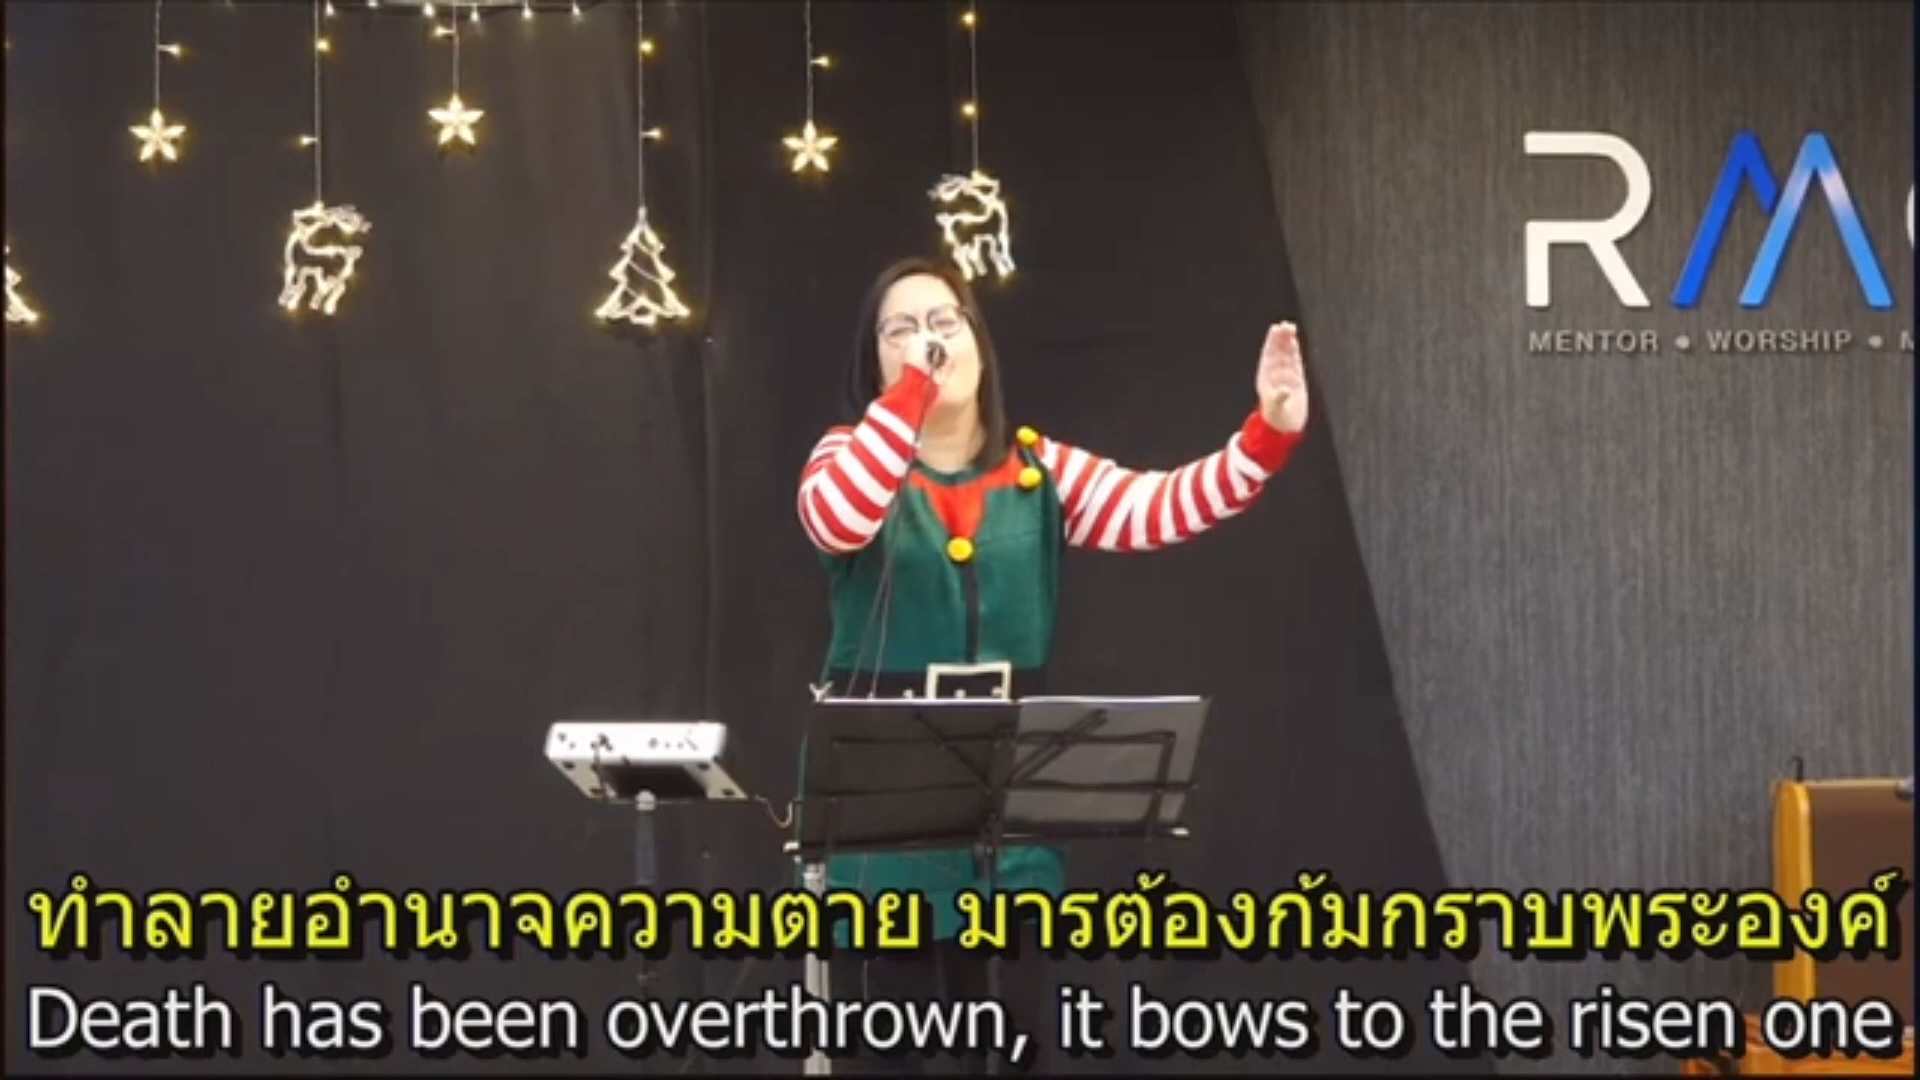 RM
MENTOR • WORSHIP •
ทำลายอำนาจความตาย มารต้องก้มกราบพระองค์
Death has been overthrown, it bows to the risen one